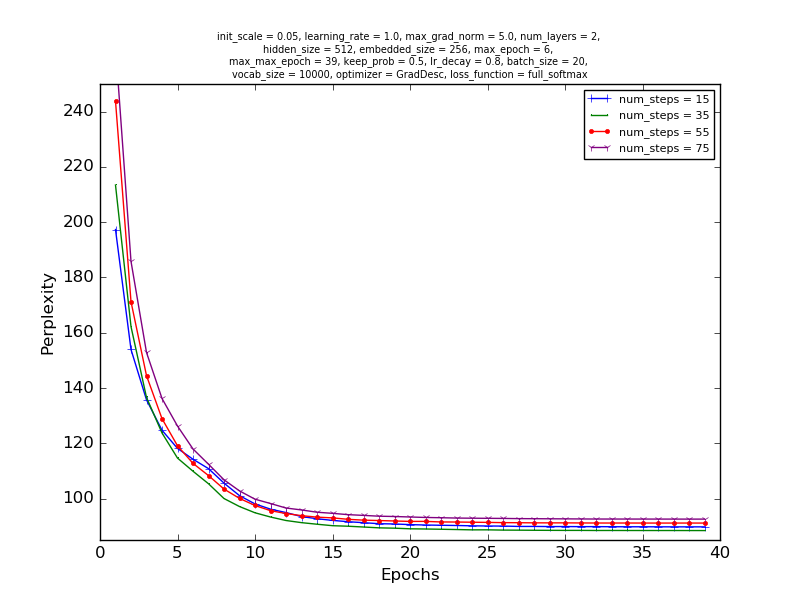 init_scale = 0.05, learning_rate = 1.0, max_grad_norm = 5.0, num_layers = 2,
hidden_size = 512, embedded_size = 256, max_epoch = 6,
max_max_epoch = 39, keep_prob = 0.5, lr_decay = 0.8, batch_size = 20,
vocab_size = 10000, optimizer = GradDesc, loss_function = full_softmax
num_steps = 15
num_steps = 35
num_steps = 55
num_steps = 75
Perplexity
240
220
200
180
160
140
120
100
0 5 10 15 20 25 30 35 40
Epochs